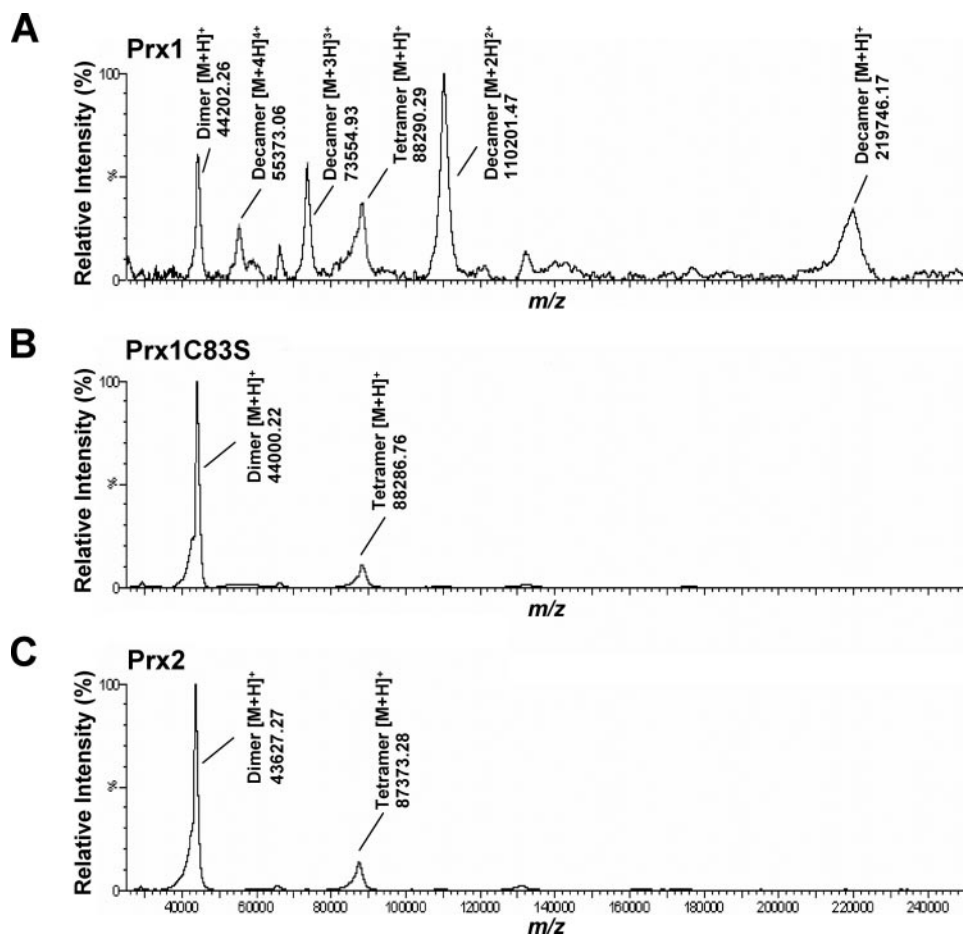 A
Prx1
Relative Intensity (%)
100
%
0
Dimer [M+H]+
44202.26
Decamer [M+4H]4+
55373.06
Decamer [M+3H]3+
73554.93
Tetramer [M+H]+
88290.29
Decamer [M+2H]2+
110201.47
Decamer [M+H]+
219746.17
m/z
B
Prx1C83S
Relative Intensity (%)
100
%
0
Dimer [M+H]+
44000.22
Tetramer [M+H]+
88286.76
m/z
C
Prx2
Relative Intensity (%)
100
%
0
Dimer [M+H]+
43627.27
Tetramer [M+H]+
87373.28
40000 60000 80000 100000 120000 140000 160000 180000 200000 220000 240000
m/z